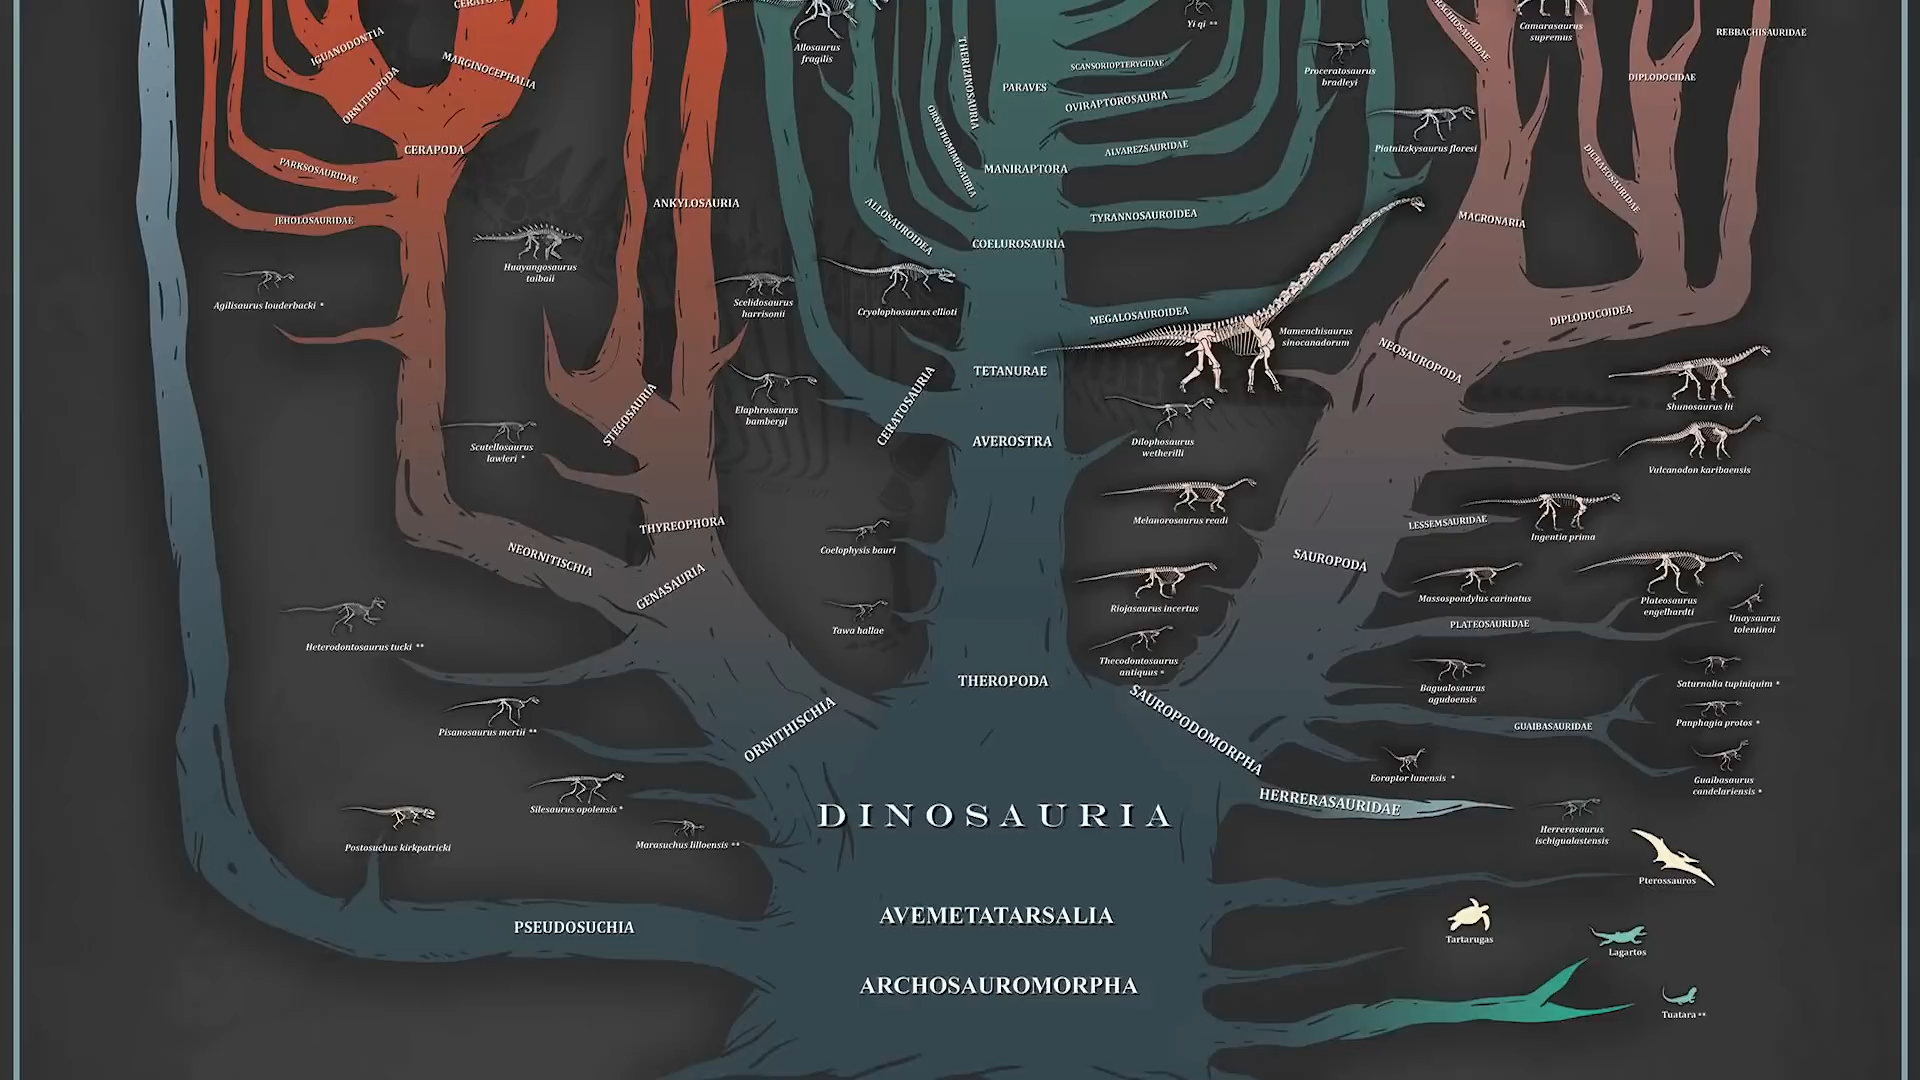 CERATOP
IGUANODONTIA
MARGINOCEPHALIA
ORNITHOPODA
CERAPODA
PARKSOSAURIDAE
JEHOLOSAURIDAE
ANKYLOSAURIA
Allosaurus
fragilis
THERIZINOSAURIA
ORNITHOMIMOSAURIA
PARAVES
Yi qi **
SCANSORIOPTERYGIDAE
OVIRAPTOROSAURIA
ALVAREZSAURIDAE
MANIRAPTORA
TYRANNOSAUROIDEA
ALLOSAUROIDEA
COELUROSAURIA
Proceratosaurus
bradleyi
Piatnitzkysaurus floresi
RACHIOSAURIDAE
Camarasaurus
supremus
REBBACHISAURIDAE
DIPLODOCIDAE
DICRAEOSAURIDAE
MACRONARIA
DIPLODOCOIDEA
NEOSAUROPODA
Huayangosaurus
taibaii
Agilisaurus louderbacki *
Scelidosaurus
harrisonii
Cryolophosaurus ellioti
MEGALOSAUROIDEA
Mamenchisaurus
sinocanadorum
TETANURAE
CERATOSAURIA
STEGOSAURIA
Elaphrosaurus
bambergi
Scutellosaurus
lawleri *
AVEROSTRA
Dilophosaurus
wetherilli
Shunosaurus lii
Vulcanodon karibaensis
Melanorosaurus readi
LESSEMSAURIDAE
Ingentia prima
THYREOPHORA
NEORNITISCHIA
GENASAURIA
Coelophysis bauri
SAUROPODA
Riojasaurus incertus
Massospondylus carinatus
Plateosaurus
engelhardti
Unaysaurus
tolentinoi
PLATEOSAURIDAE
Heterodontosaurus tucki **
Tawa hallae
Thecodontosaurus
antiquus *
THEROPODA
Bagualosaurus
agudoensis
Saturnalia tupiniquim *
Panphagia protos *
GUAIBASAURIDAE
Guaibasaurus
candelariensis *
Pisanosaurus mertii **
ORNITHISCHIA
SAUROPODOMORPHA
Eoraptor lunensis *
HERRERASAURIDAE
Herrerasaurus
ischigualastensis
Silesaurus opolensis *
Marasuchus lilloensis **
Postosuchus kirkpatricki
DINOSAURIA
Pterossauros
AVEMETATARSALIA
PSEUDOSUCHIA
Tartarugas
Lagartos
ARCHOSAUROMORPHA
Tuatara **